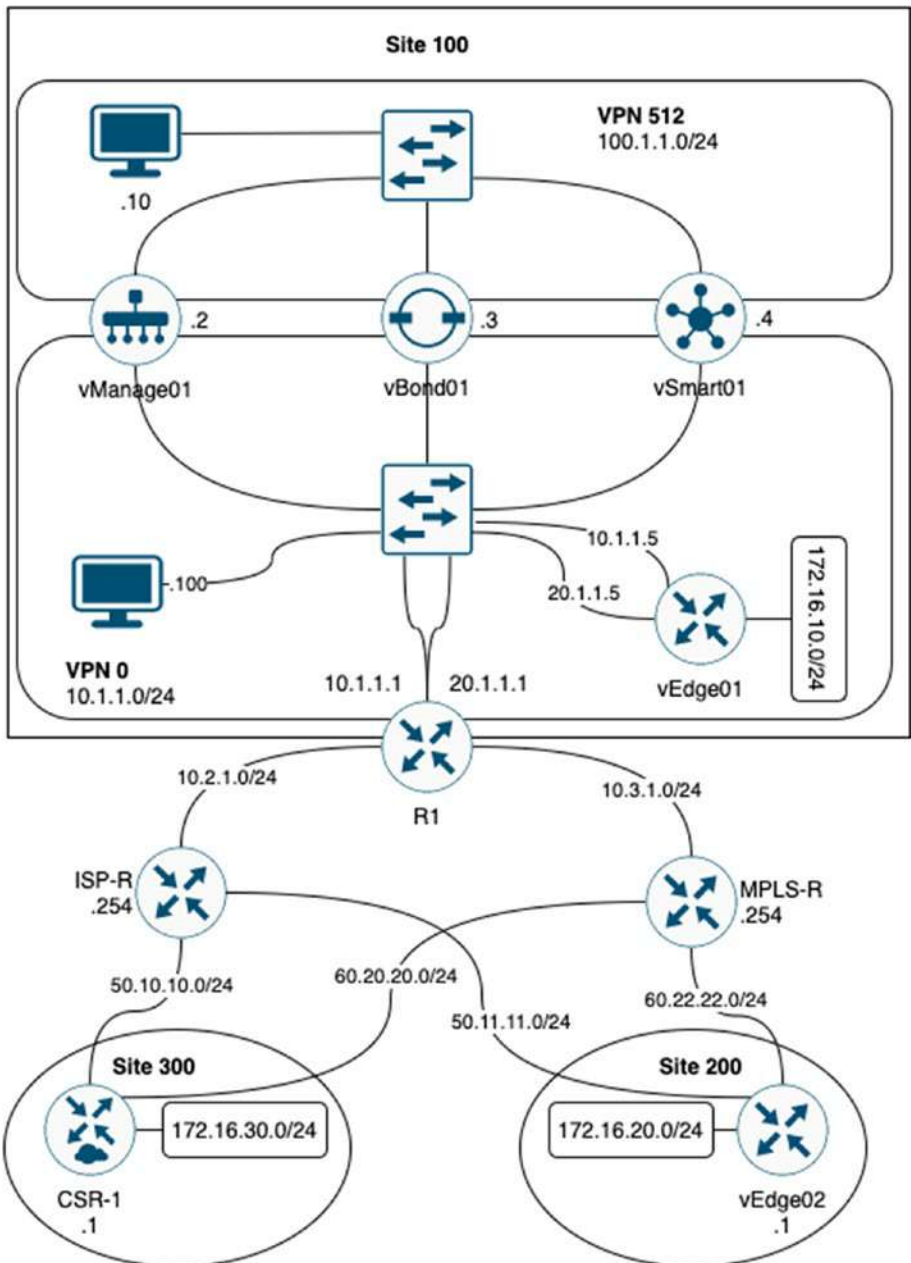 Site 100
VPN 512
100.1.1.0/24
.10
.2
.3
.4
vManage01
vBond01
vSmart01
10.1.1.5
.100
20.1.1.5
172.16.10.0/24
VPN 0
10.1.1.0/24
10.1.1.1
20.1.1.1
vEdge01
R1
10.2.1.0/24
10.3.1.0/24
ISP-R
.254
MPLS-R
.254
50.10.10.0/24
60.20.20.0/24
50.11.11.0/24
60.22.22.0/24
Site 300
Site 200
172.16.30.0/24
172.16.20.0/24
CSR-1
.1
vEdge02
.1